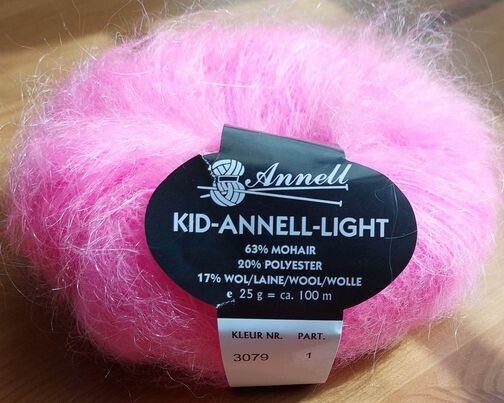 Annell
KID-ANNELL-LIGHT
63% MOHAIR
20% POLYESTER
17% WOL/LAINE/WOOL/WOLLE
e 25 g = ca. 100 m
KLEUR NR. PART.
3079 1